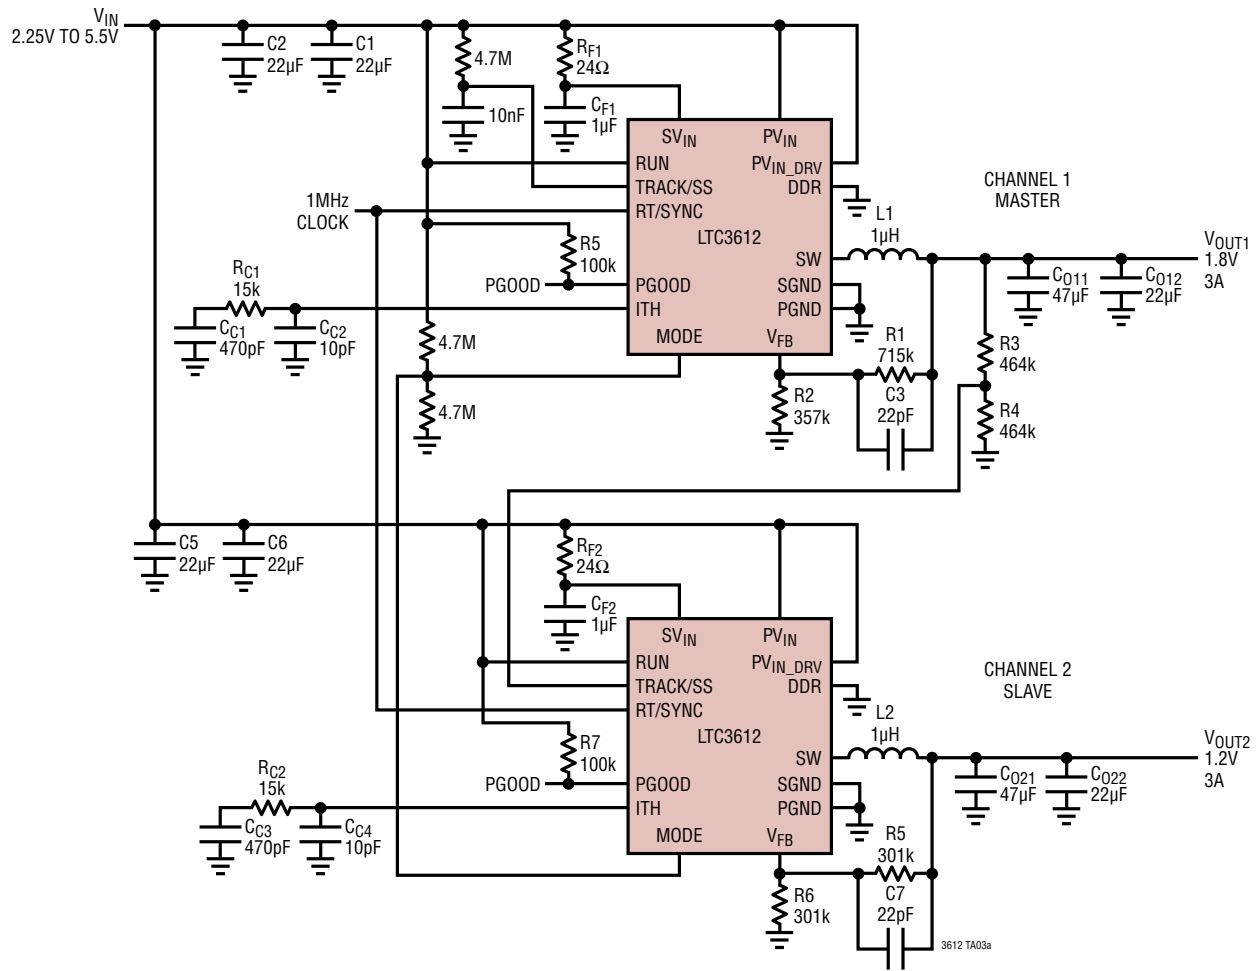 V_IN
2.25V TO 5.5V
C2
22µF
C1
22µF
4.7M
10nF
R_F1
24Ω
C_F1
1µF
SV_IN
PV_IN
RUN
PV_IN_DRV
TRACK/SS
DDR
RT/SYNC
LTC3612
SW
PGOOD
SGND
ITH
PGND
MODE
V_FB
1MHz
CLOCK
R5
100k
PGOOD
R_C1
15k
C_C1
470pF
C_C2
10pF
4.7M
4.7M
L1
1µH
CHANNEL 1
MASTER
V_OUT1
1.8V
3A
C_O11
47µF
C_O12
22µF
R1
715k
C3
22pF
R2
357k
R3
464k
R4
464k
C5
22µF
C6
22µF
R_F2
24Ω
C_F2
1µF
SV_IN
PV_IN
RUN
PV_IN_DRV
TRACK/SS
DDR
RT/SYNC
LTC3612
SW
PGOOD
SGND
ITH
PGND
MODE
V_FB
R7
100k
PGOOD
R_C2
15k
C_C3
470pF
C_C4
10pF
L2
1µH
CHANNEL 2
SLAVE
V_OUT2
1.2V
3A
C_O21
47µF
C_O22
22µF
R5
301k
C7
22pF
R6
301k
3612 TA03a